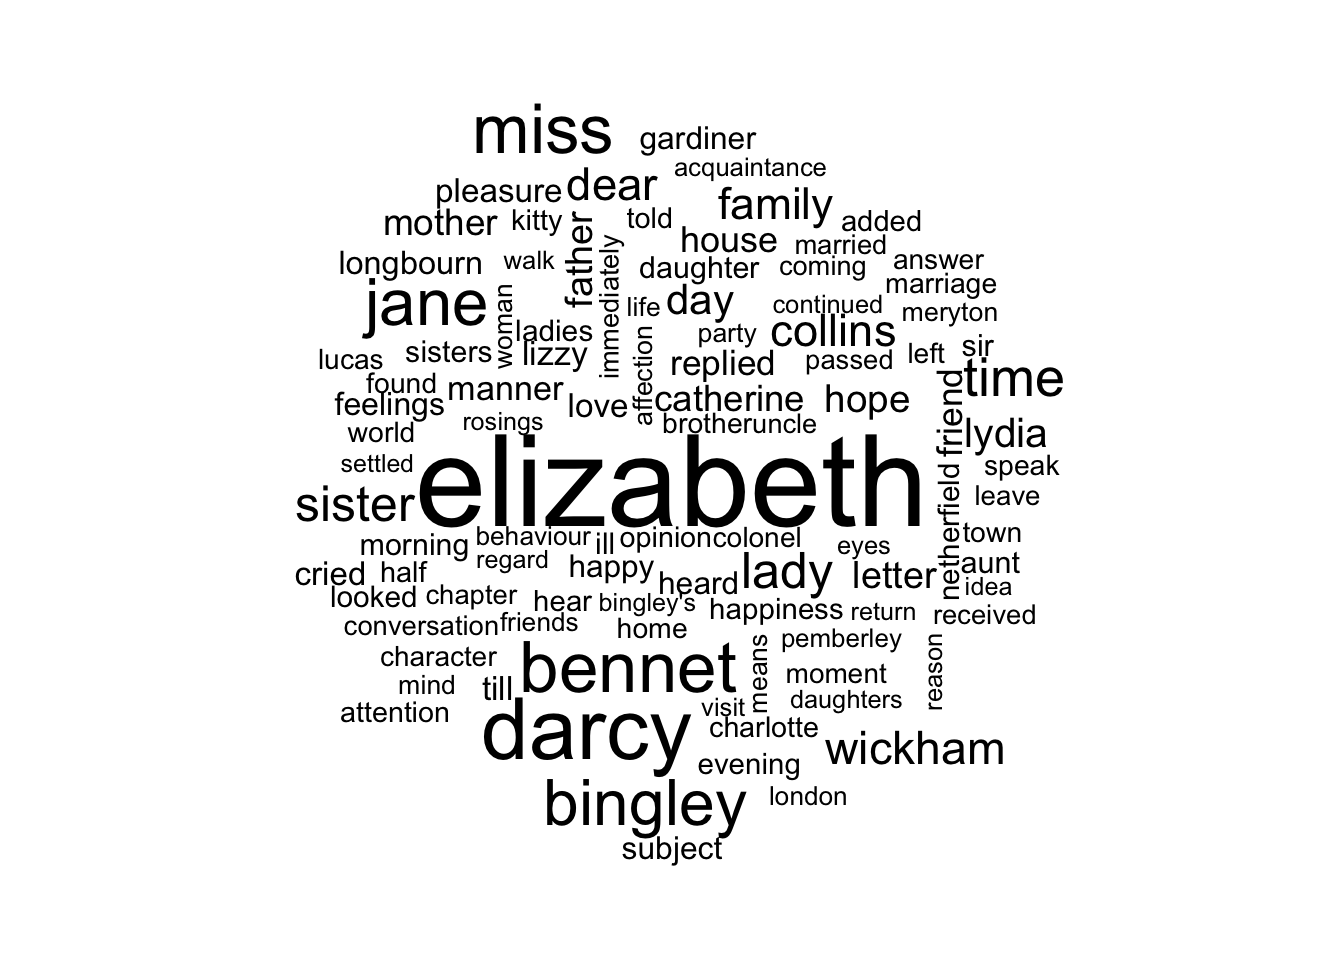 miss gardiner
acquaintance
pleasure dear family
mother kitty father told house married added
longbourn walk immediately daughter coming answer
jane woman life day continued marriage
ladies party collins meryton
lucas sisters lizzy affection replied passed left sir
found manner catherine hope time
feelings love friend
world rosings brother uncle lydia
settled elizabeth netherfield speak
sister leave
morning behaviour ill opinion colonel eyes town
cried half regard happy heard lady letter aunt
looked chapter hear bingley's happiness return idea
conversation friends home received
character bennet means pemberley reason
mind till moment
attention darcy visit daughters
charlotte wickham
evening
bingley london
subject